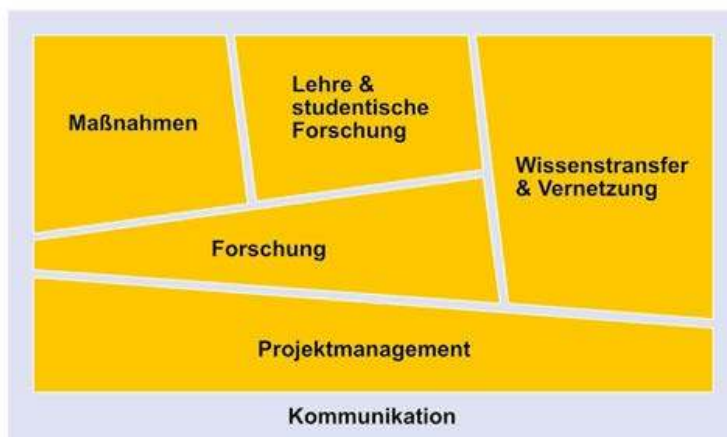 Maßnahmen
Lehre &
studentische
Forschung
Wissenstransfer
& Vernetzung
Forschung
Projektmanagement
Kommunikation